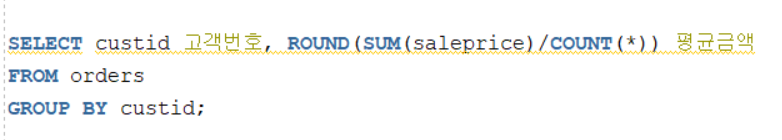 SELECT custid 고객번호, ROUND(SUM(saleprice)/COUNT(*)) 평균금액
FROM orders
GROUP BY custid;